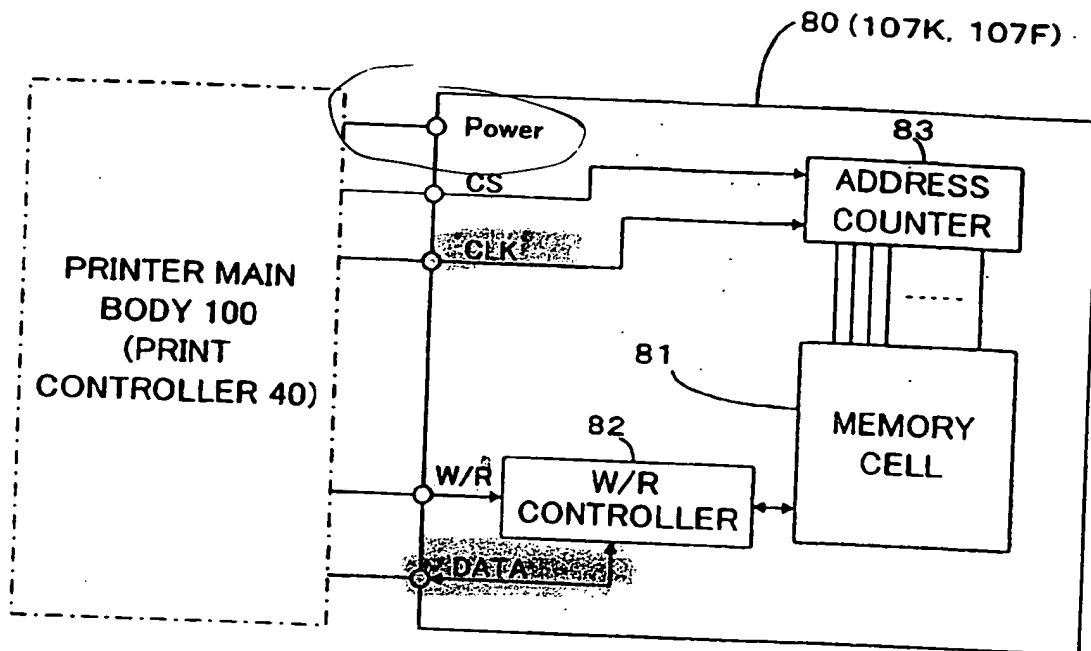 80 (107K, 107F)
Power
83
CS
ADDRESS
COUNTER
CLK
PRINTER MAIN
BODY 100
(PRINT
CONTROLLER 40)
81
MEMORY
CELL
82
W/R
W/R
CONTROLLER
DATA